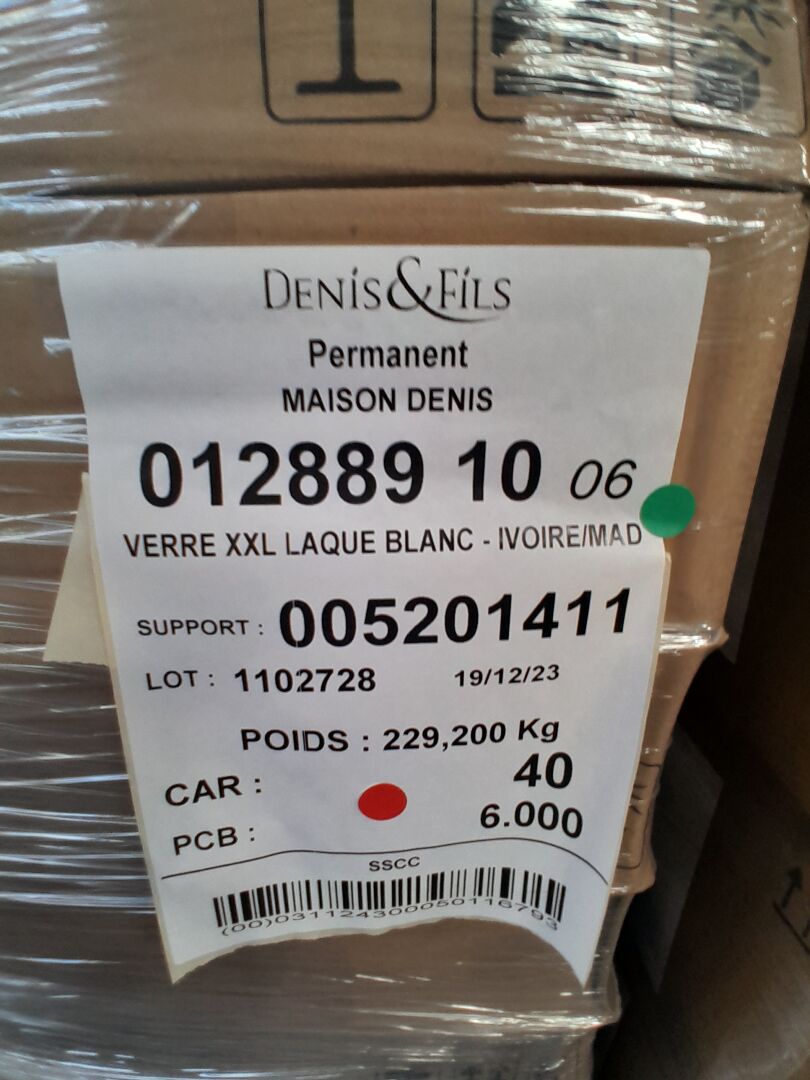 DENIS&FILS
Permanent
MAISON DENIS
012889 10 06
VERRE XXL LAQUE BLANC - IVOIRE/MAD
SUPPORT : 005201411
LOT : 1102728 19/12/23
POIDS : 229,200 Kg
CAR : 40
PCB : 6.000
SSCC
(00)031124300050116793